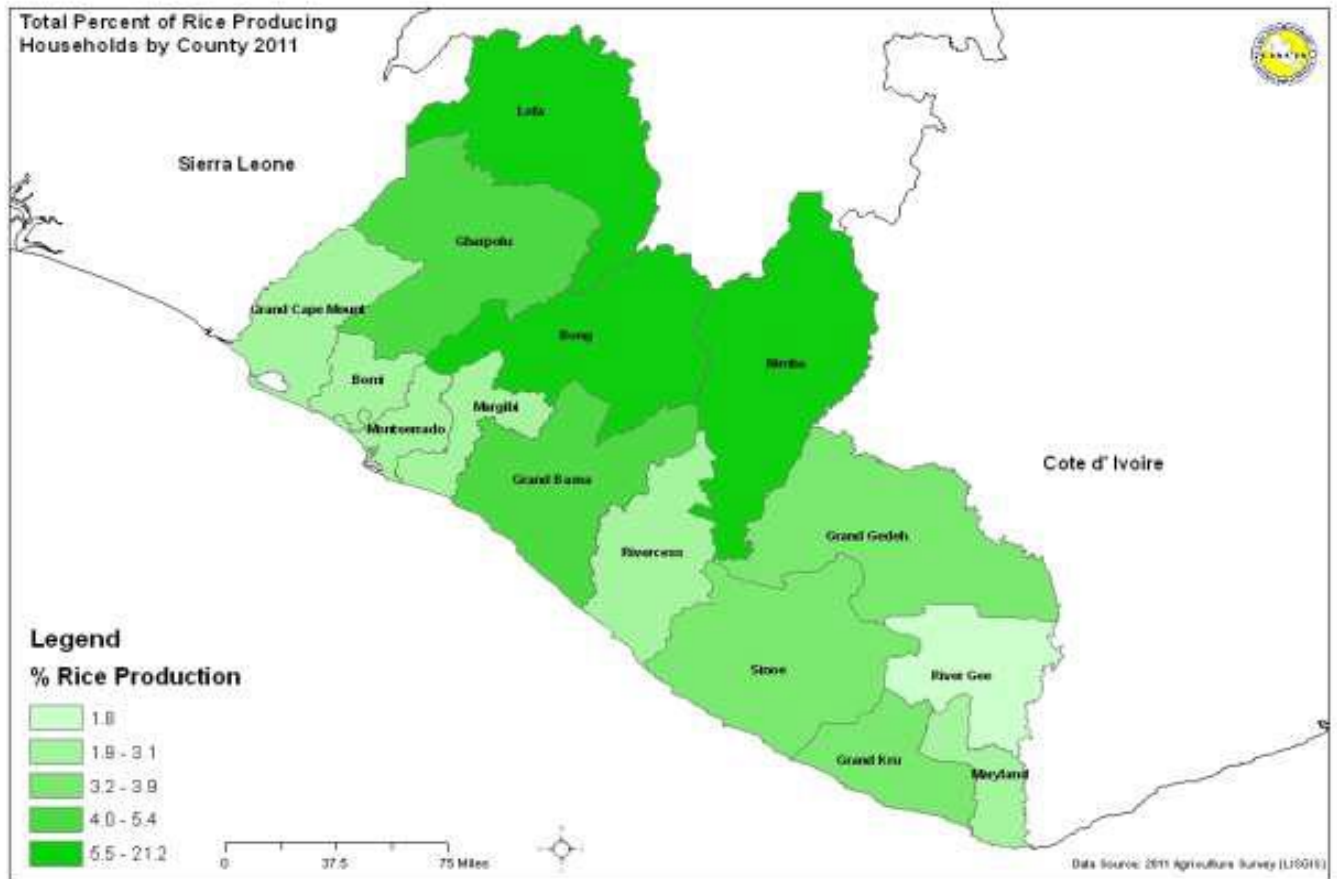 Total Percent of Rice Producing
Households by County 2011
Lofa
Sierra Leone
Gbarpolu
Grand Cape Mount
Bong
Nimba
Bomi
Margibi
Montserrado
Cote d' Ivoire
Grand Bassa
Grand Gedeh
Rivercess
Legend
% Rice Production
Sinoe
River Gee
1.8
1.9 - 3.1
Grand Kru
Maryland
3.2 - 3.9
4.0 - 5.4
5.5 - 21.2
0 37.5 75 Miles
Data Source: 2011 Agriculture Survey (LISGIS)